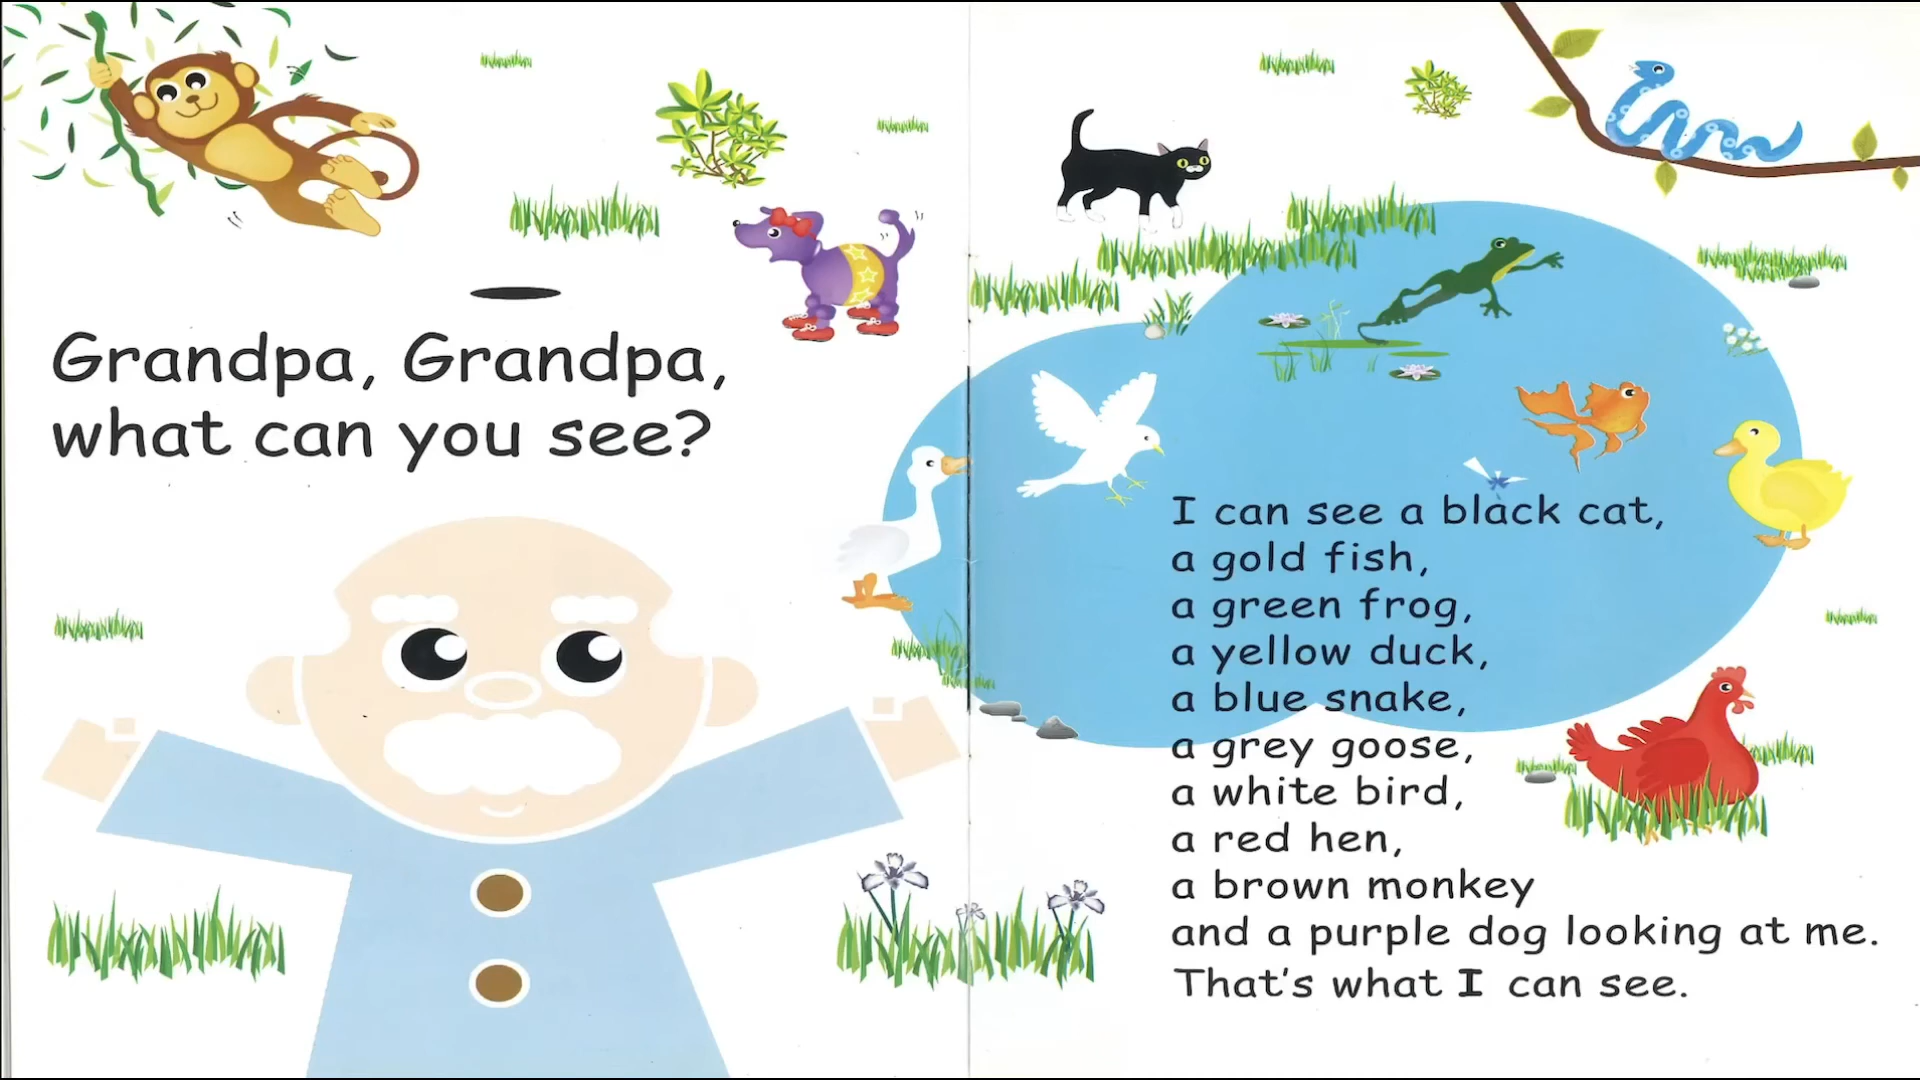 Grandpa, Grandpa,
what can you see?
I can see a black cat,
a gold fish,
a green frog,
a yellow duck,
a blue snake,
a grey goose,
a white bird,
a red hen,
a brown monkey
and a purple dog looking at me.
That's what I can see.